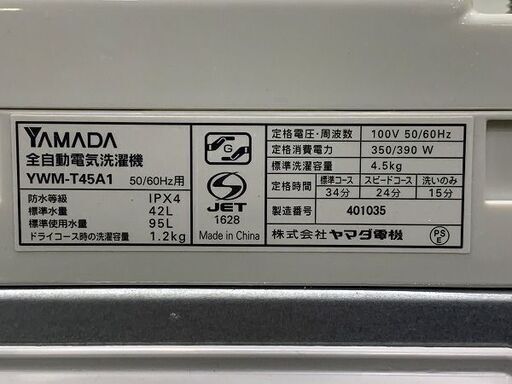 YAMADA
全自動電気洗濯機
YWM-T45A1 50/60Hz用
防水等級 IPX4
標準水量 42L
標準使用水量 95L
ドライコース時の洗濯容量 1.2kg
G
S
JET
1628
Made in China
定格電圧・周波数 100V 50/60Hz
定格消費電力 350/390 W
標準洗濯容量 4.5kg
定格時間 標準コース スピードコース 洗いのみ
34分 24分 15分
製造番号 401035
株式会社 ヤマダ電機
PS
E